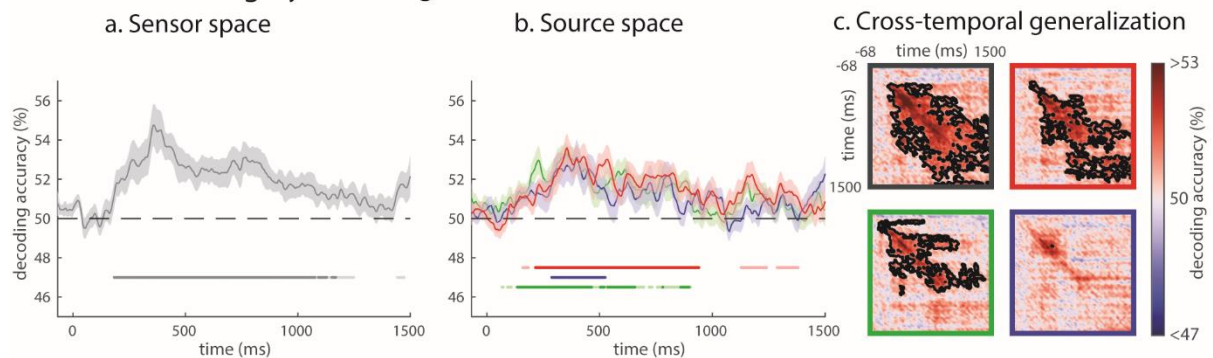 a. Sensor space
b. Source space
c. Cross-temporal generalization
decoding accuracy (%)
56
54
52
50
48
46
0
500
1000
1500
time (ms)
decoding accuracy (%)
56
54
52
50
48
46
0
500
1000
1500
time (ms)
-68 time (ms) 1500
-68
time (ms)
1500
>53
50
<47
decoding accuracy (%)